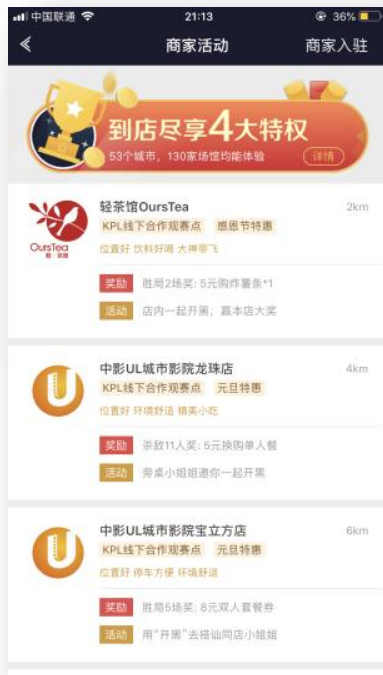 中国联通 21:13 36%
商家活动 商家入驻
到店尽享4大特权
53个城市，130家场馆均能体验 详情
轻茶馆OursTea 2km
KPL线下合作观赛点 感恩节特惠
位置好 饮料好喝 大神带飞
OursTea
奖励 胜局2场奖: 5元购炸薯条*1
活动 店内一起开黑，赢本店大奖
中影UL城市影院龙珠店 4km
KPL线下合作观赛点 元旦特惠
位置好 环境舒适 精美小吃
奖励 杀敌11人奖: 5元换购单人餐
活动 旁桌小姐姐邀你一起开黑
中影UL城市影院宝立方店 6km
KPL线下合作观赛点 元旦特惠
位置好 停车方便 环境舒适
奖励 胜局5场奖: 8元双人套餐券
活动 用"开黑"去搭讪同店小姐姐